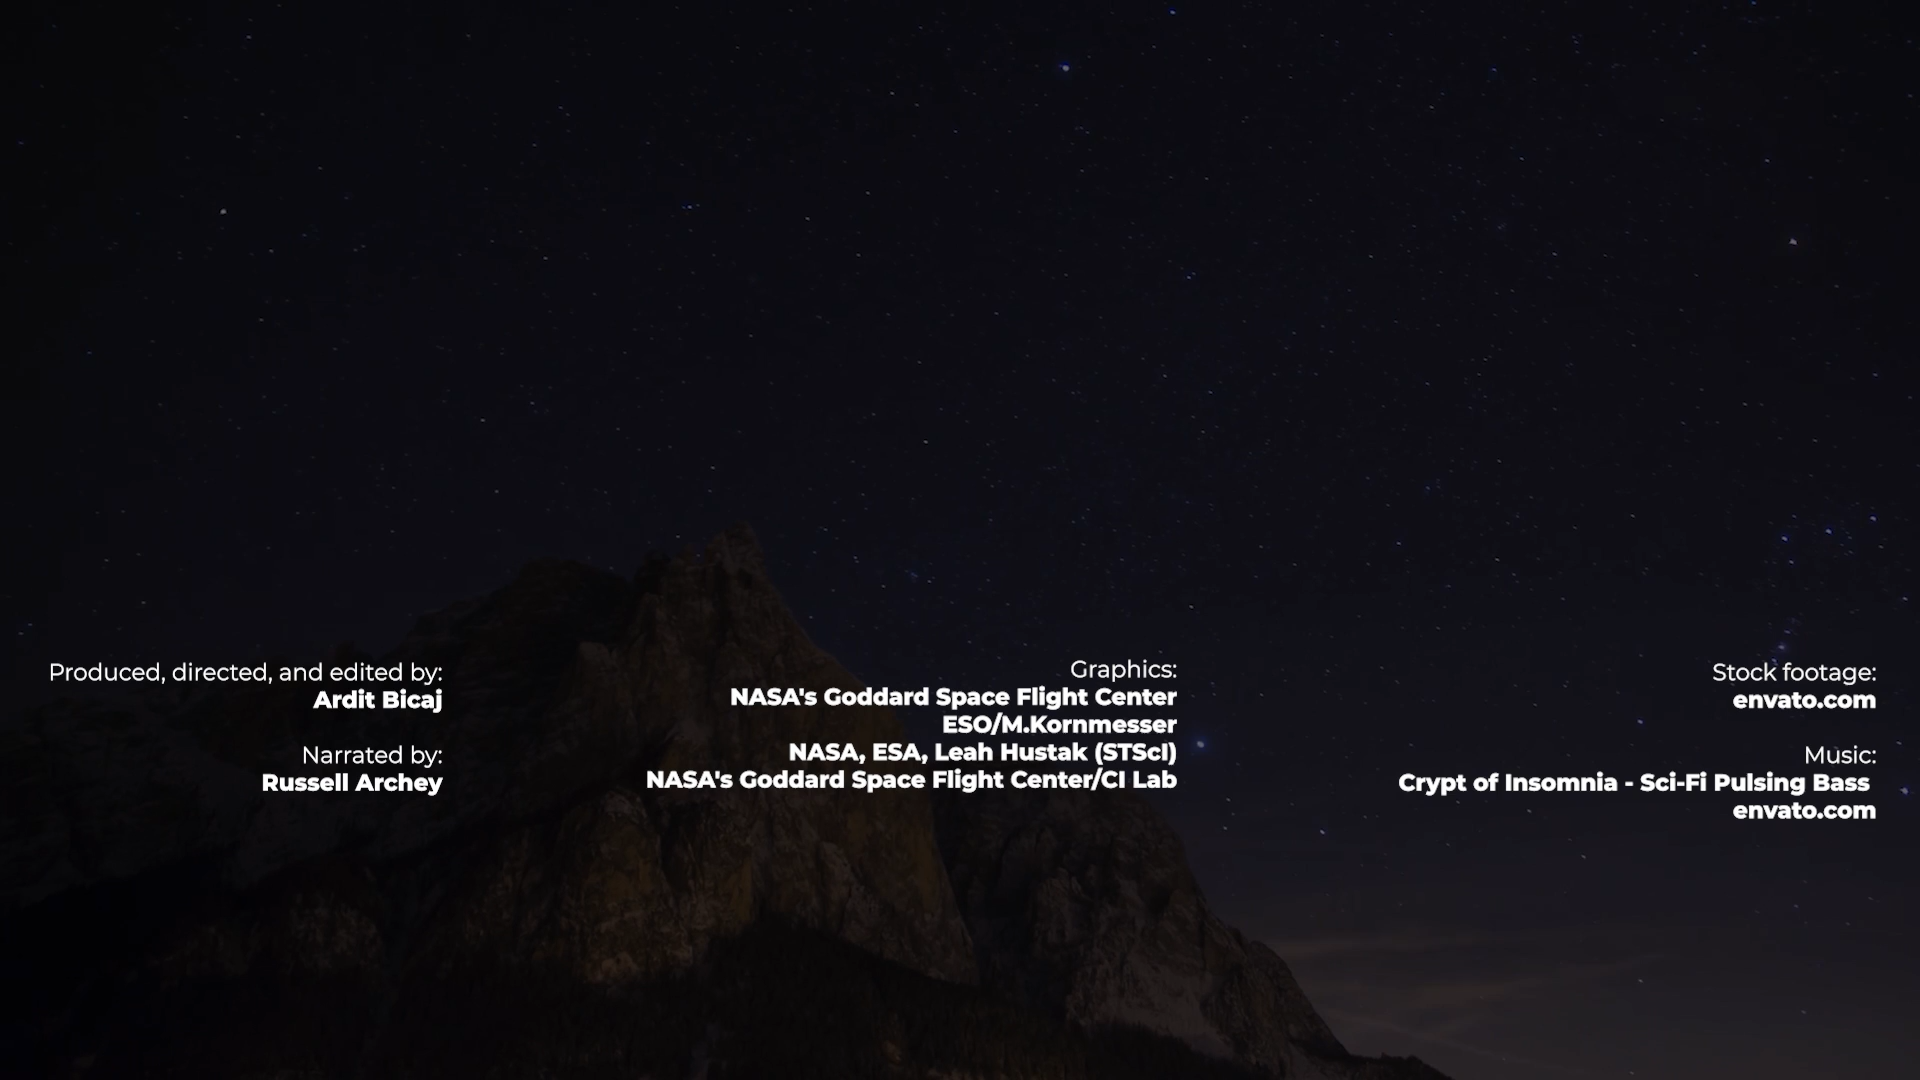 Produced, directed, and edited by:
Ardit Bicaj
Narrated by:
Russell Archey
Graphics:
NASA's Goddard Space Flight Center
ESO/M.Kornmesser
NASA, ESA, Leah Hustak (STScI)
NASA's Goddard Space Flight Center/CI Lab
Stock footage:
envato.com
Music:
Crypt of Insomnia - Sci-Fi Pulsing Bass
envato.com